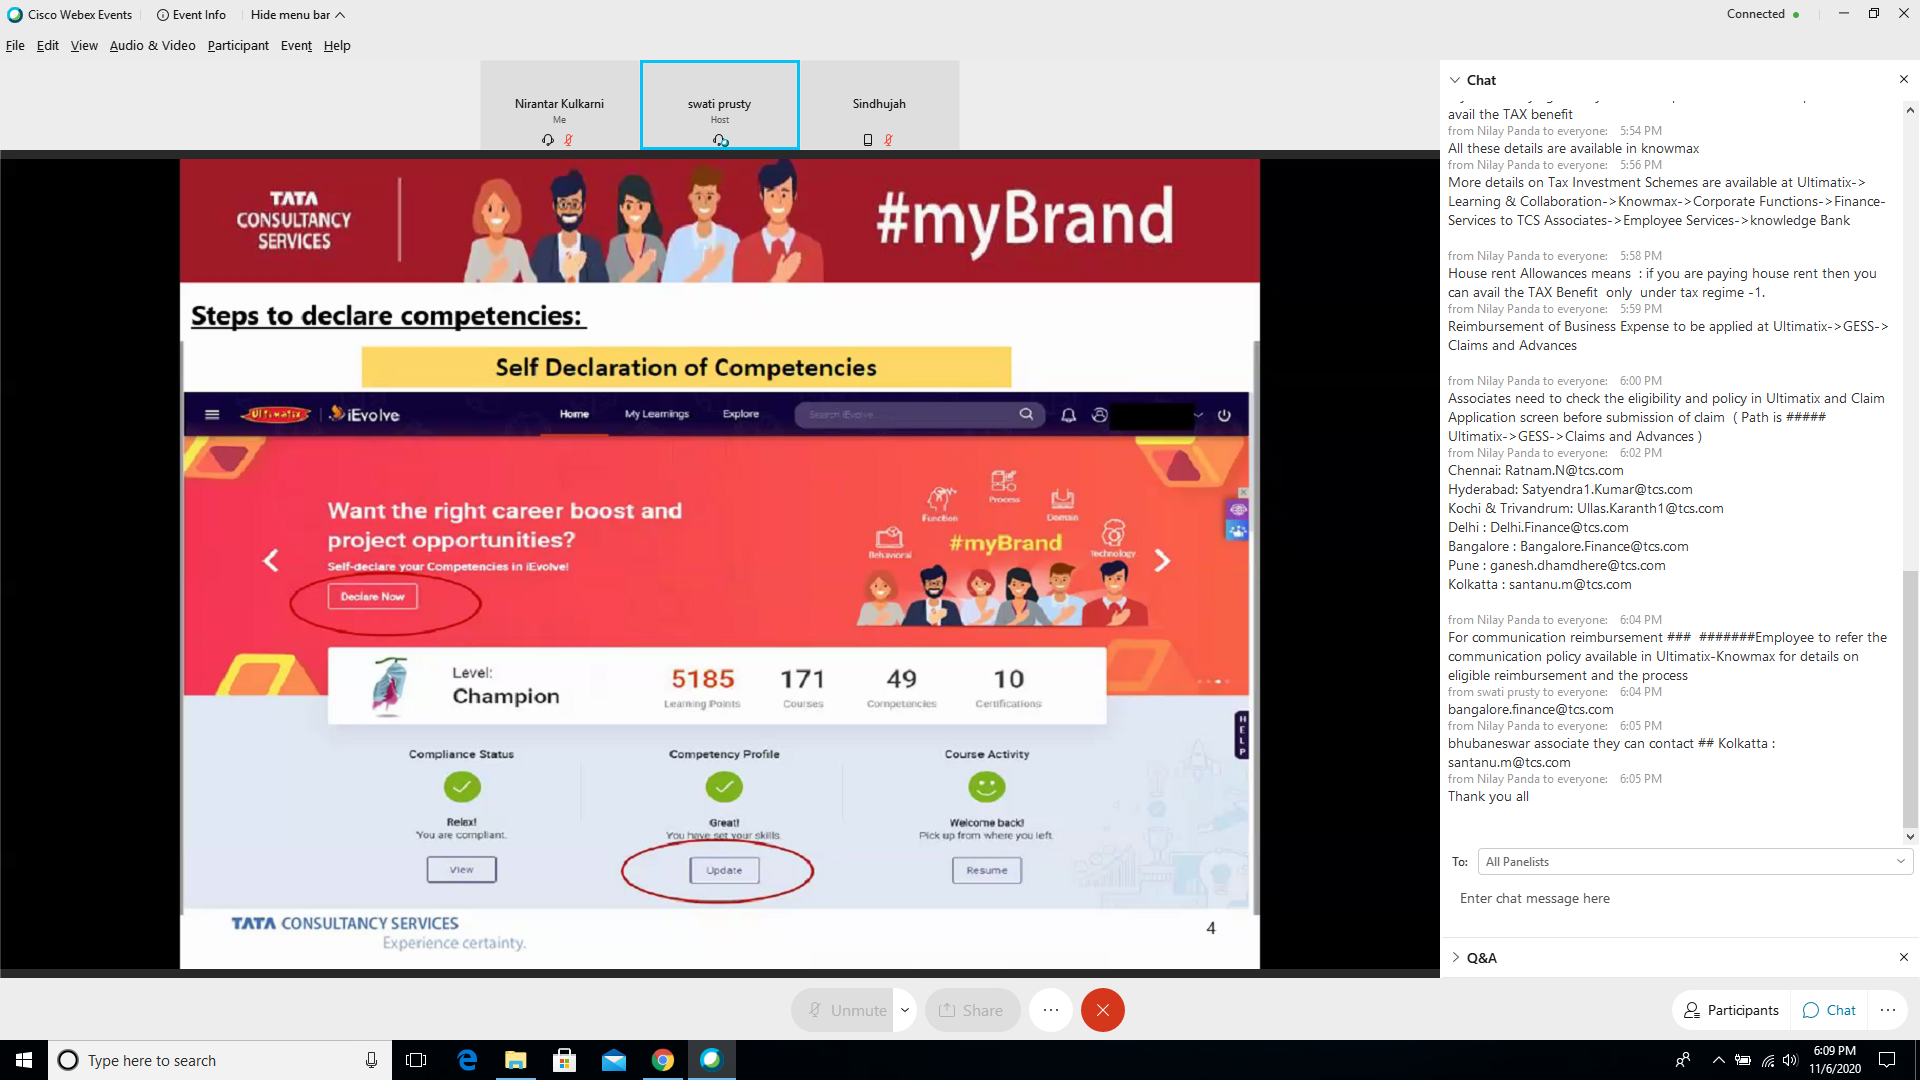 Cisco Webex Events
Event Info
Hide menu bar
Connected
File Edit View Audio & Video Participant Event Help
Nirantar Kulkarni
Me
swati prusty
Host
Sindhujah
TATA
CONSULTANCY
SERVICES
#myBrand
Steps to declare competencies:
Self Declaration of Competencies
Ultimatix
iEvolve
Home
My Learnings
Explore
Search iEvolve...
Want the right career boost and
project opportunities?
Self-declare your Competencies in iEvolve!
Declare Now
Behavioral
Function
Process
Domain
Technology
#myBrand
Level:
Champion
5185
Learning Points
171
Courses
49
Competencies
10
Certifications
HELP
Compliance Status
Relax!
You are compliant.
View
Competency Profile
Great!
You have set your skills.
Update
Course Activity
Welcome back!
Pick up from where you left.
Resume
TATA CONSULTANCY SERVICES
Experience certainty.
4
Chat
avail the TAX benefit
from Nilay Panda to everyone: 5:54 PM
All these details are available in knowmax
from Nilay Panda to everyone: 5:56 PM
More details on Tax Investment Schemes are available at Ultimatix->
Learning & Collaboration->Knowmax->Corporate Functions->Finance-
Services to TCS Associates->Employee Services->knowledge Bank
from Nilay Panda to everyone: 5:58 PM
House rent Allowances means : if you are paying house rent then you
can avail the TAX Benefit only under tax regime -1.
from Nilay Panda to everyone: 5:59 PM
Reimbursement of Business Expense to be applied at Ultimatix->GESS->
Claims and Advances
from Nilay Panda to everyone: 6:00 PM
Associates need to check the eligibility and policy in Ultimatix and Claim
Application screen before submission of claim ( Path is #####
Ultimatix->GESS->Claims and Advances )
from Nilay Panda to everyone: 6:02 PM
Chennai: Ratnam.N@tcs.com
Hyderabad: Satyendra1.Kumar@tcs.com
Kochi & Trivandrum: Ullas.Karanth1@tcs.com
Delhi : Delhi.Finance@tcs.com
Bangalore : Bangalore.Finance@tcs.com
Pune : ganesh.dhamdhere@tcs.com
Kolkatta : santanu.m@tcs.com
from Nilay Panda to everyone: 6:04 PM
For communication reimbursement ### #######Employee to refer the
communication policy available in Ultimatix-Knowmax for details on
eligible reimbursement and the process
from swati prusty to everyone: 6:04 PM
bangalore.finance@tcs.com
from Nilay Panda to everyone: 6:05 PM
bhubaneswar associate they can contact ## Kolkatta :
santanu.m@tcs.com
from Nilay Panda to everyone: 6:05 PM
Thank you all
To: All Panelists
Enter chat message here
Q&A
Unmute
Share
Participants
Chat
Type here to search
6:09 PM
11/6/2020